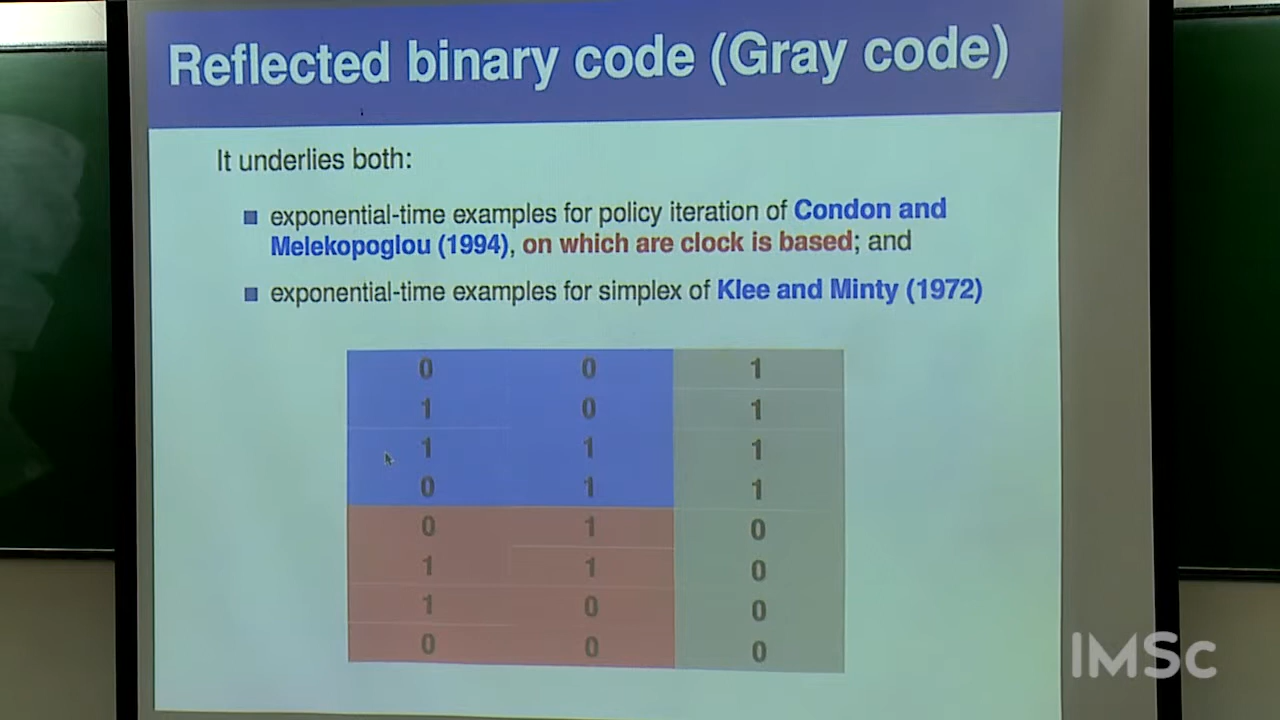 Reflected binary code (Gray code)
It underlies both:
exponential-time examples for policy iteration of Condon and
Melekopoglou (1994), on which are clock is based; and
exponential-time examples for simplex of Klee and Minty (1972)
0 0 1
1 0 1
1 1 1
0 1 1
0 1 0
1 1 0
1 0 0
0 0 0
IMSc